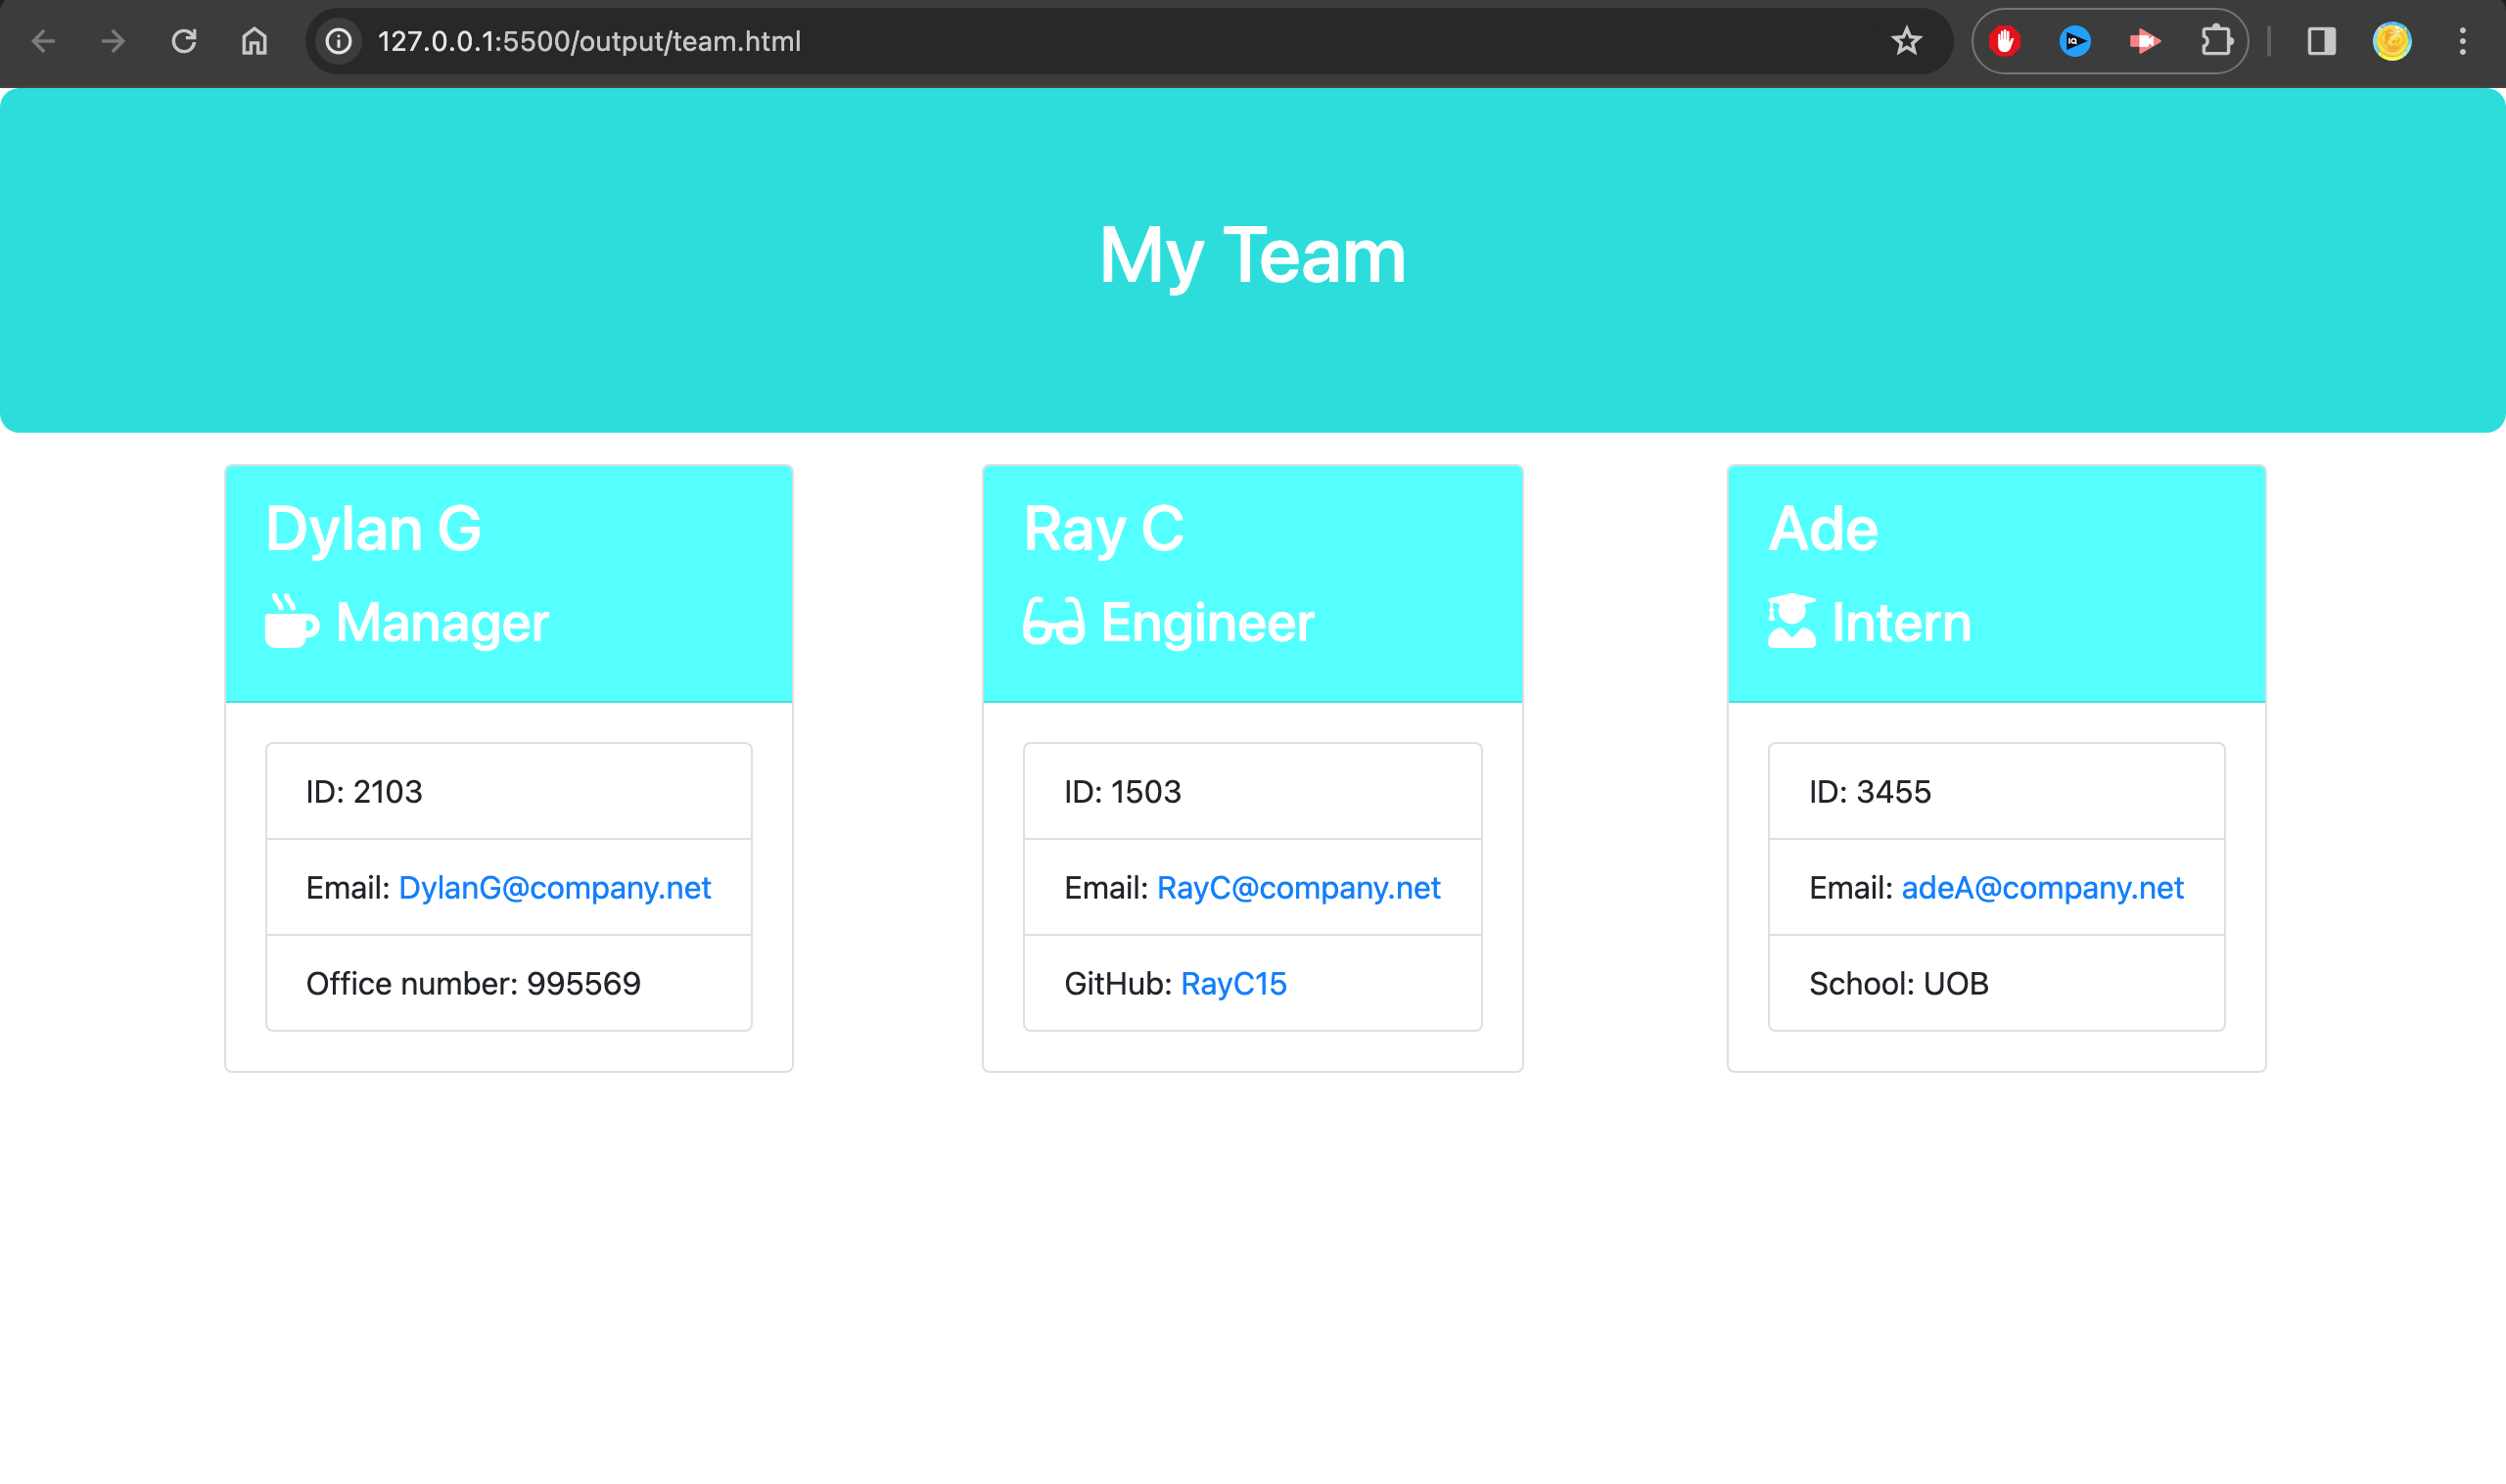 127.0.0.1:5500/output/team.html
My Team
Dylan G
Manager
ID: 2103
Email: DylanG@company.net
Office number: 995569
Ray C
Engineer
ID: 1503
Email: RayC@company.net
GitHub: RayC15
Ade
Intern
ID: 3455
Email: adeA@company.net
School: UOB